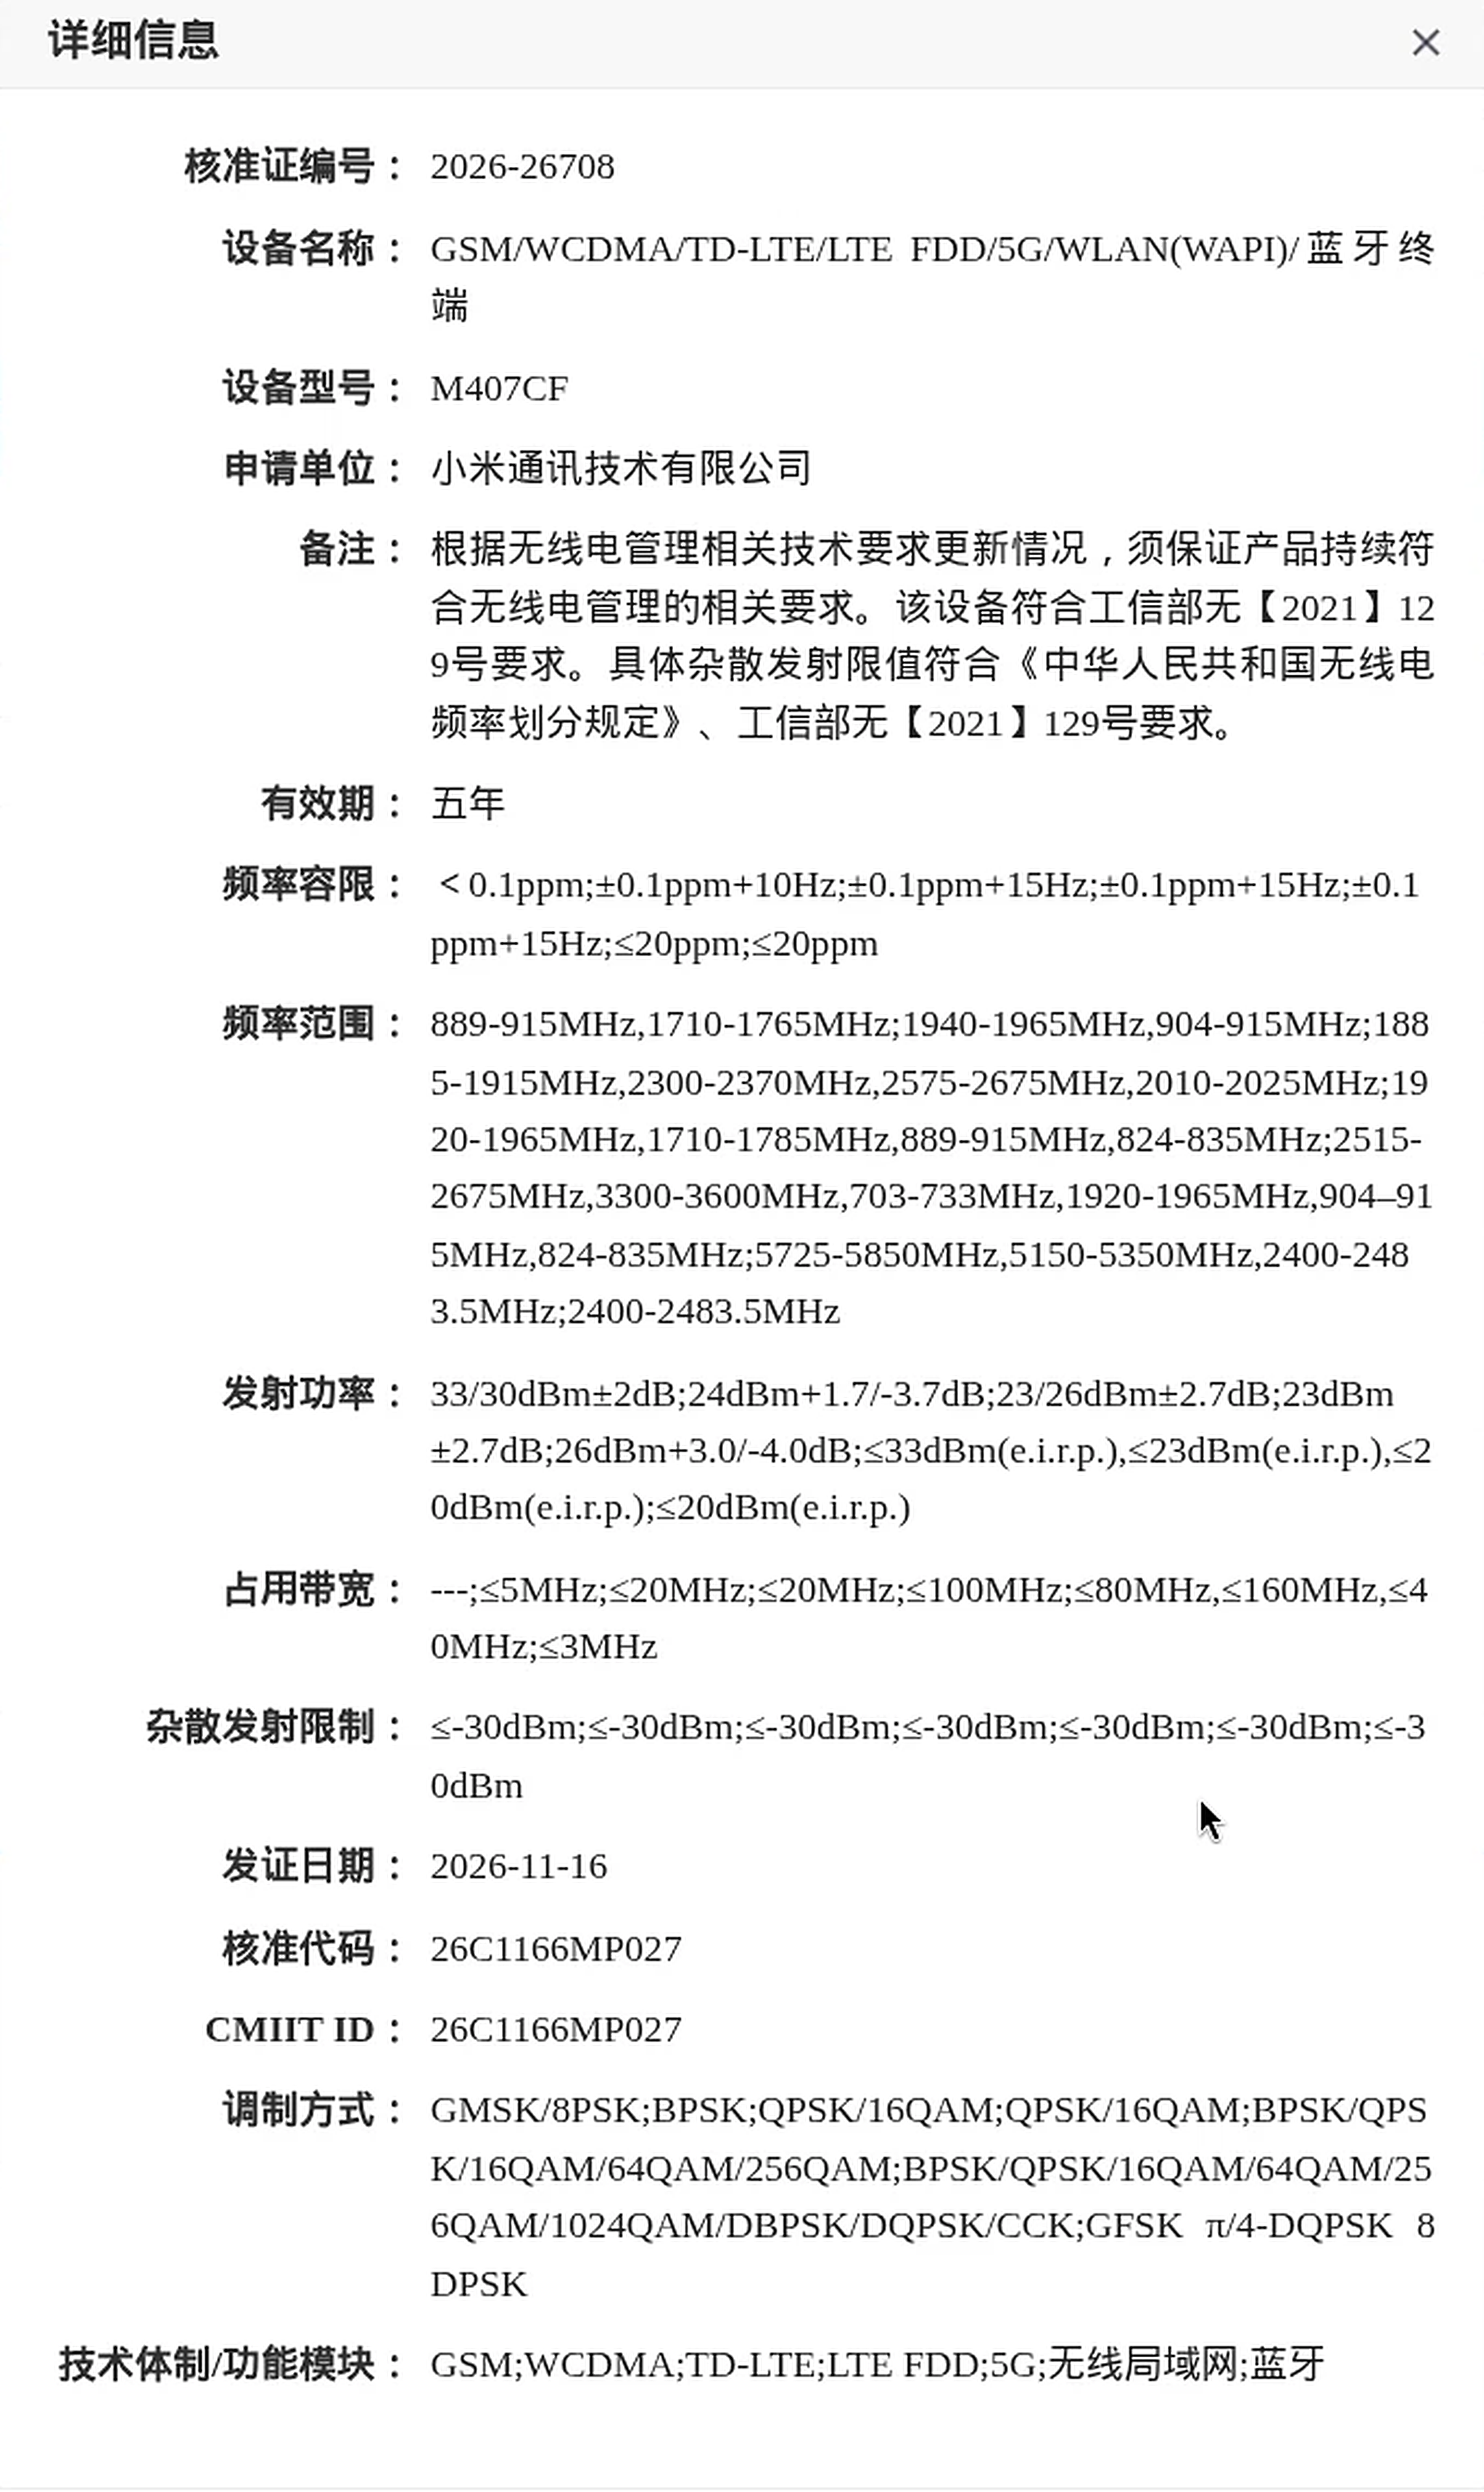 详细信息
核准证编号： 2026-26708
设备名称： GSM/WCDMA/TD-LTE/LTE FDD/5G/WLAN(WAPI)/蓝牙终
端
设备型号： M407CF
申请单位： 小米通讯技术有限公司
备注： 根据无线电管理相关技术要求更新情况，须保证产品持续符
合无线电管理的相关要求。该设备符合工信部无【2021】12
9号要求。具体杂散发射限值符合《中华人民共和国无线电
频率划分规定》、工信部无【2021】129号要求。
有效期： 五年
频率容限： ＜0.1ppm;±0.1ppm+10Hz;±0.1ppm+15Hz;±0.1ppm+15Hz;±0.1
ppm+15Hz;≤20ppm;≤20ppm
频率范围： 889-915MHz,1710-1765MHz;1940-1965MHz,904-915MHz;188
5-1915MHz,2300-2370MHz,2575-2675MHz,2010-2025MHz;19
20-1965MHz,1710-1785MHz,889-915MHz,824-835MHz;2515-
2675MHz,3300-3600MHz,703-733MHz,1920-1965MHz,904–91
5MHz,824-835MHz;5725-5850MHz,5150-5350MHz,2400-248
3.5MHz;2400-2483.5MHz
发射功率： 33/30dBm±2dB;24dBm+1.7/-3.7dB;23/26dBm±2.7dB;23dBm
±2.7dB;26dBm+3.0/-4.0dB;≤33dBm(e.i.r.p.),≤23dBm(e.i.r.p.),≤2
0dBm(e.i.r.p.);≤20dBm(e.i.r.p.)
占用带宽： ---;≤5MHz;≤20MHz;≤20MHz;≤100MHz;≤80MHz,≤160MHz,≤4
0MHz;≤3MHz
杂散发射限制： ≤-30dBm;≤-30dBm;≤-30dBm;≤-30dBm;≤-30dBm;≤-30dBm;≤-3
0dBm
发证日期： 2026-11-16
核准代码： 26C1166MP027
CMIIT ID： 26C1166MP027
调制方式： GMSK/8PSK;BPSK;QPSK/16QAM;QPSK/16QAM;BPSK/QPS
K/16QAM/64QAM/256QAM;BPSK/QPSK/16QAM/64QAM/25
6QAM/1024QAM/DBPSK/DQPSK/CCK;GFSK π/4-DQPSK 8
DPSK
技术体制/功能模块： GSM;WCDMA;TD-LTE;LTE FDD;5G;无线局域网;蓝牙